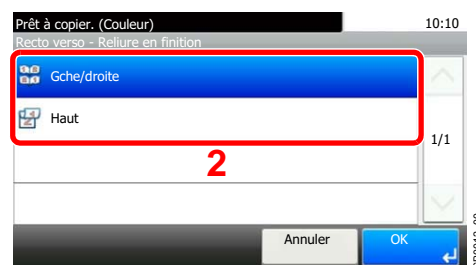 Prêt à copier. (Couleur) 10:10
Recto verso - Reliure en finition
Gche/droite
Haut
1/1
2
Annuler OK